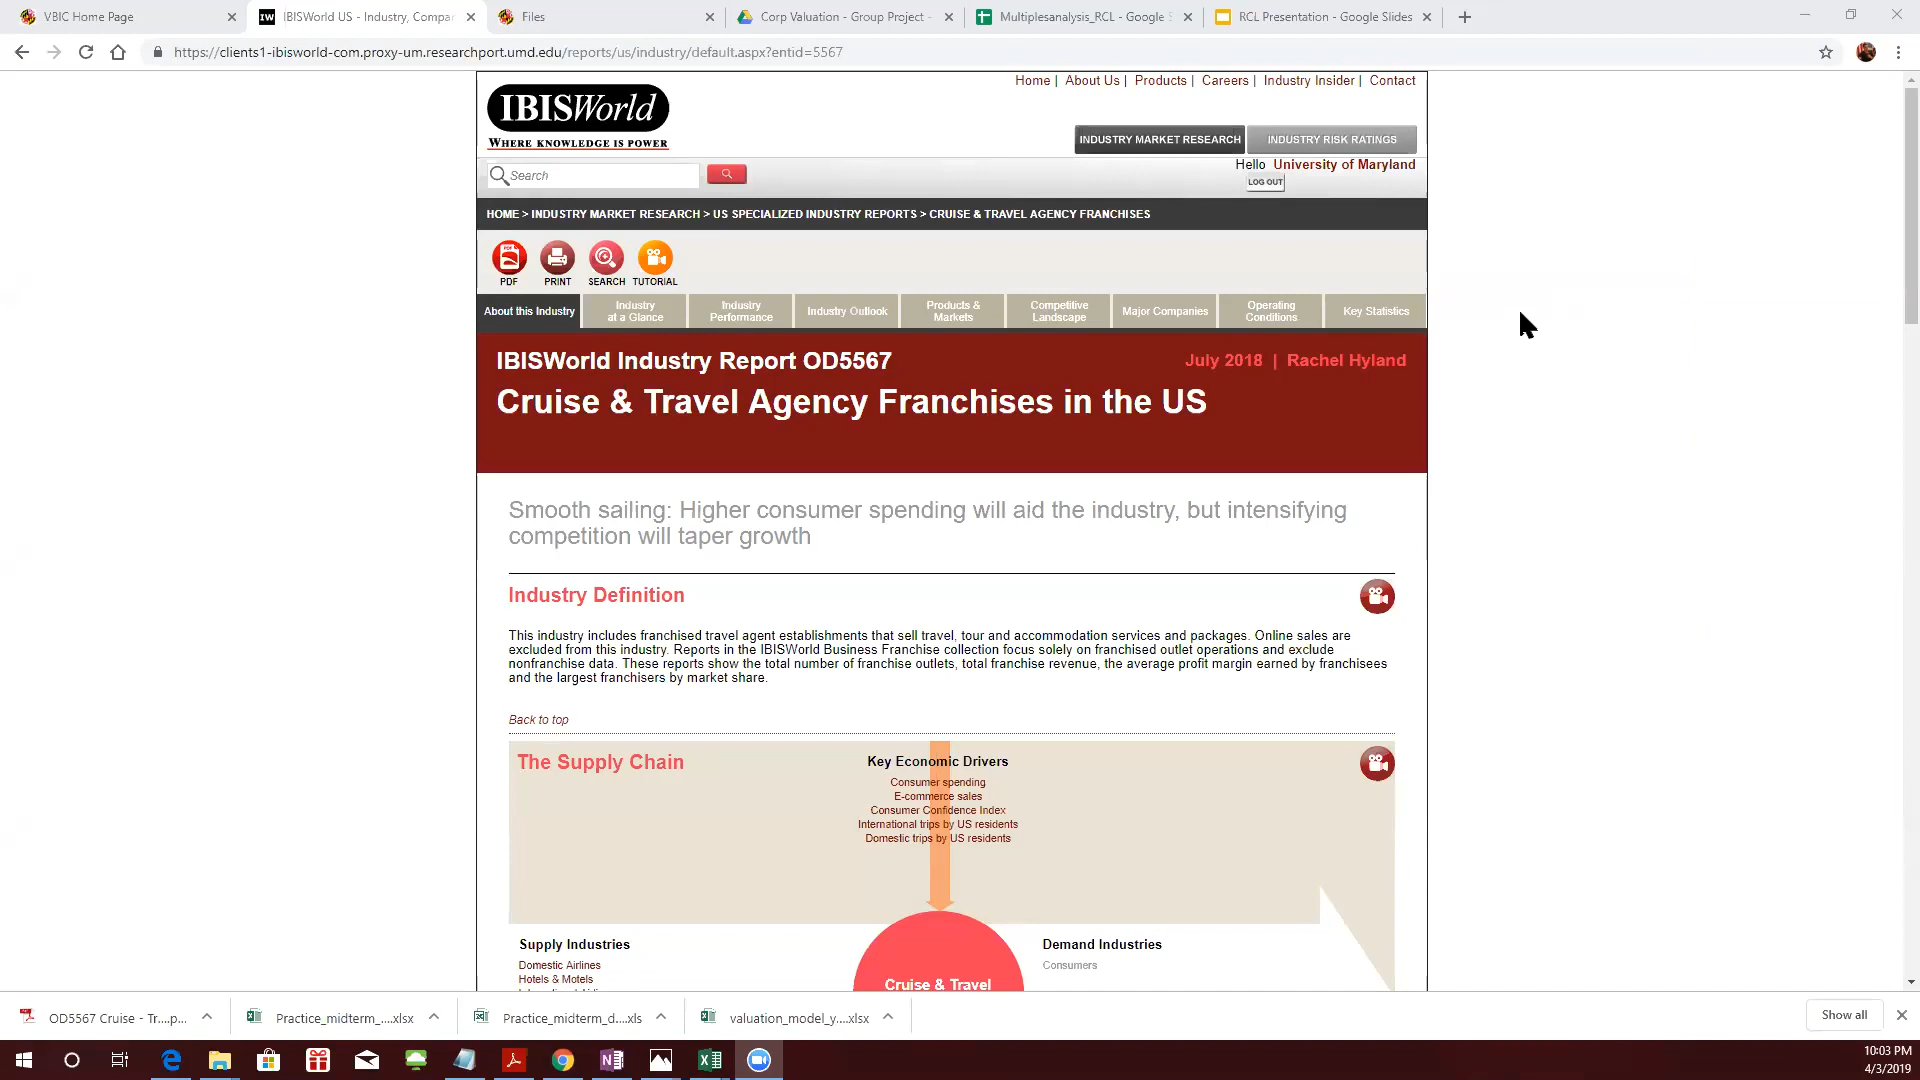 VBIC Home Page
IBISWorld US - Industry, Compar
Files
Corp Valuation - Group Project -
Multiplesanalysis_RCL - Google S
RCL Presentation - Google Slides
https://clients1-ibisworld-com.proxy-um.researchport.umd.edu/reports/us/industry/default.aspx?entid=5567
Home | About Us | Products | Careers | Industry Insider | Contact
IBISWorld
WHERE KNOWLEDGE IS POWER
INDUSTRY MARKET RESEARCH
INDUSTRY RISK RATINGS
Hello University of Maryland
Search
LOG OUT
HOME > INDUSTRY MARKET RESEARCH > US SPECIALIZED INDUSTRY REPORTS > CRUISE & TRAVEL AGENCY FRANCHISES
PDF
PRINT
SEARCH
TUTORIAL
About this Industry
Industry
at a Glance
Industry
Performance
Industry Outlook
Products &
Markets
Competitive
Landscape
Major Companies
Operating
Conditions
Key Statistics
IBISWorld Industry Report OD5567
July 2018 | Rachel Hyland
Cruise & Travel Agency Franchises in the US
Smooth sailing: Higher consumer spending will aid the industry, but intensifying
competition will taper growth
Industry Definition
This industry includes franchised travel agent establishments that sell travel, tour and accommodation services and packages. Online sales are
excluded from this industry. Reports in the IBISWorld Business Franchise collection focus solely on franchised outlet operations and exclude
nonfranchise data. These reports show the total number of franchise outlets, total franchise revenue, the average profit margin earned by franchisees
and the largest franchisers by market share.
Back to top
The Supply Chain
Key Economic Drivers
Consumer spending
E-commerce sales
Consumer Confidence Index
International trips by US residents
Domestic trips by US residents
Supply Industries
Domestic Airlines
Hotels & Motels
Cruise & Travel
Demand Industries
Consumers
OD5567 Cruise - Tr....p...
Practice_midterm_....xlsx
Practice_midterm_d....xls
valuation_model_y....xlsx
Show all
10:03 PM
4/3/2019